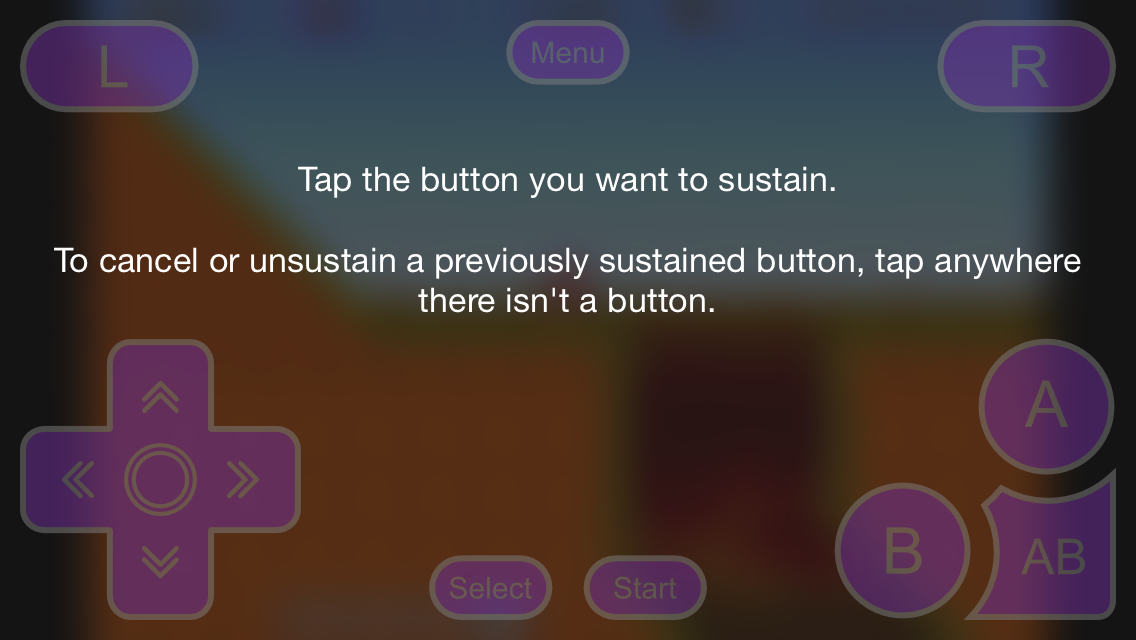 L
Menu
R
Tap the button you want to sustain.
To cancel or unsustain a previously sustained button, tap anywhere
there isn't a button.
A
B
AB
Select
Start